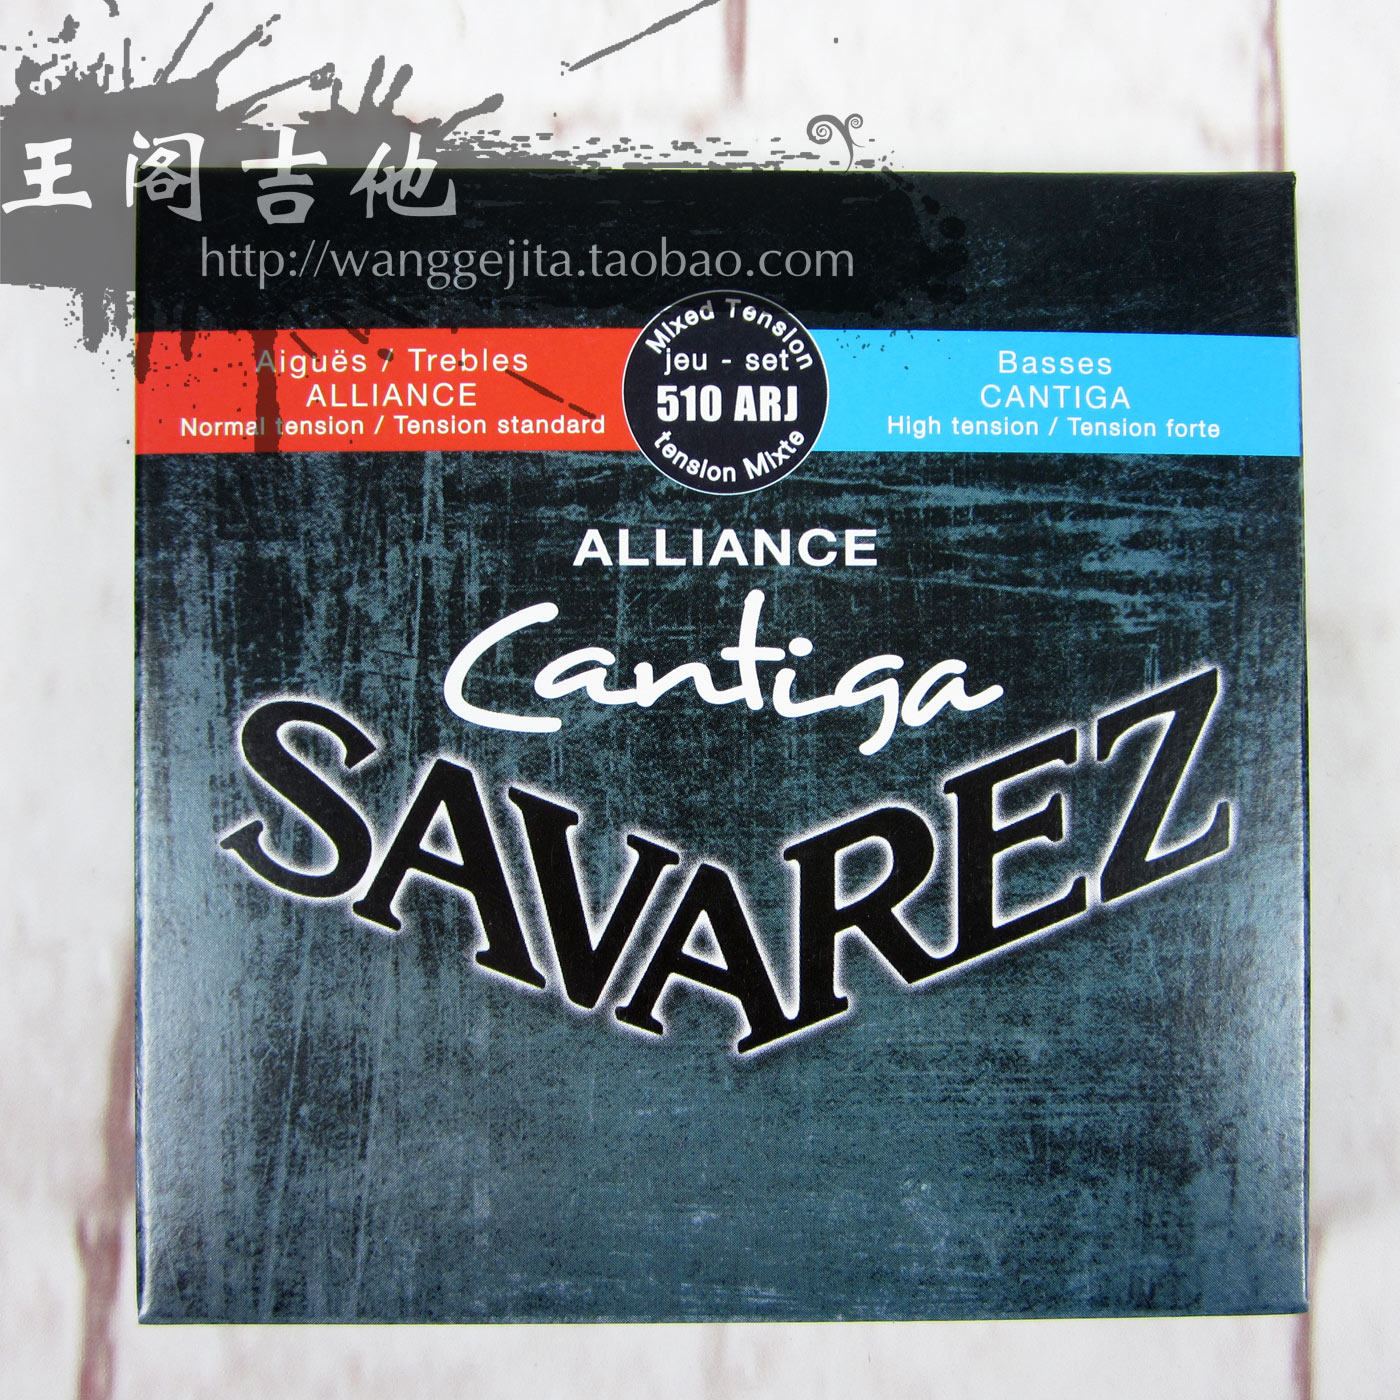 王阁吉他
http://wanggejita.taobao.com
Mixed Tension
jeu - set
510 ARJ
tension Mixte
Aiguës / Trebles
ALLIANCE
Normal tension / Tension standard
Basses
CANTIGA
High tension / Tension forte
ALLIANCE
Cantiga
SAVAREZ